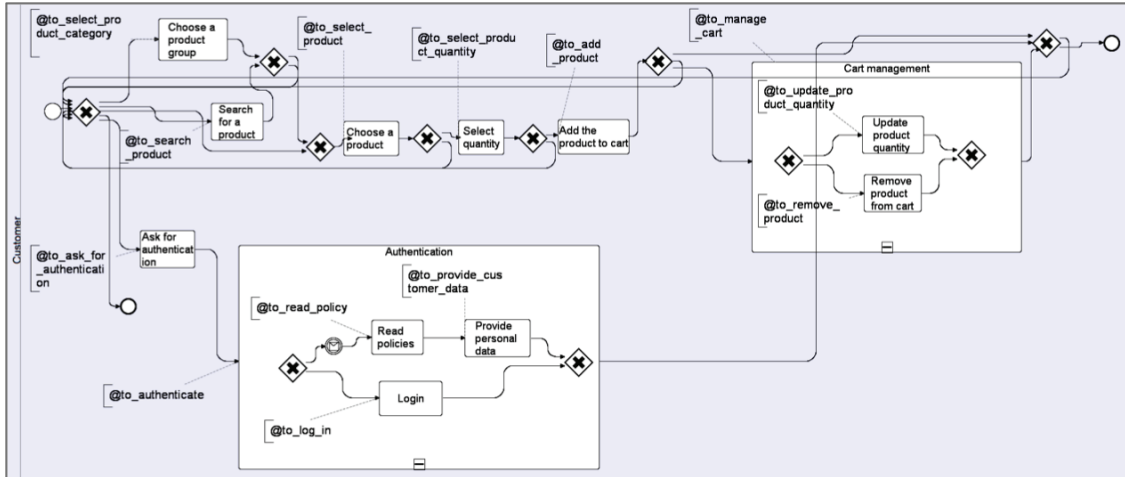 @to_select_pro
duct_category
Choose a
product
group
@to_select_
product
@to_select_produ
ct_quantity
@to_add
_product
@to_manage
_cart
Cart management
@to_update_pro
duct_quantity
Update
product
quantity
Search
for a
product
@to_search
_product
Choose a
product
Select
quantity
Add the
product to cart
Remove
product
from cart
@to_remove_
product
Customer
@to_ask_for
_authenticati
on
Ask for
authenticat
ion
Authentication
@to_provide_cus
tomer_data
@to_read_policy
Read
policies
Provide
personal
data
@to_authenticate
Login
@to_log_in